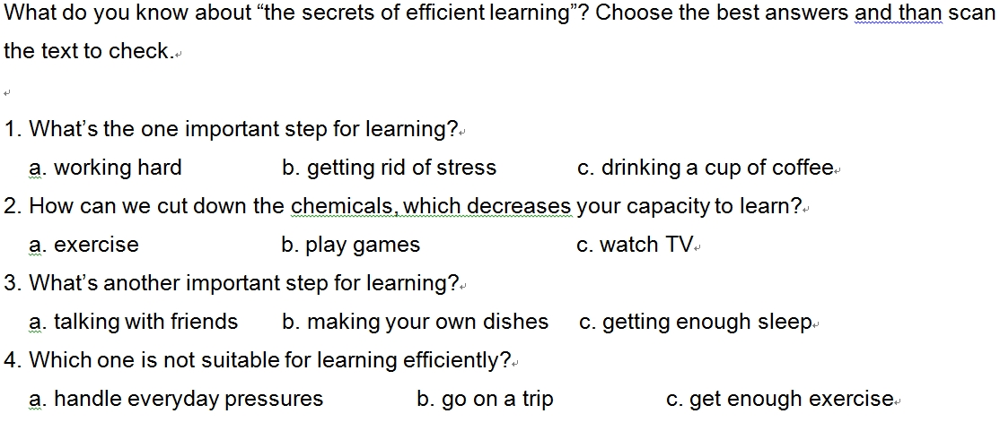 What do you know about “the secrets of efficient learning”? Choose the best answers and than scan
the text to check.
1. What’s the one important step for learning?
a. working hard b. getting rid of stress c. drinking a cup of coffee
2. How can we cut down the chemicals, which decreases your capacity to learn?
a. exercise b. play games c. watch TV
3. What’s another important step for learning?
a. talking with friends b. making your own dishes c. getting enough sleep
4. Which one is not suitable for learning efficiently?
a. handle everyday pressures b. go on a trip c. get enough exercise